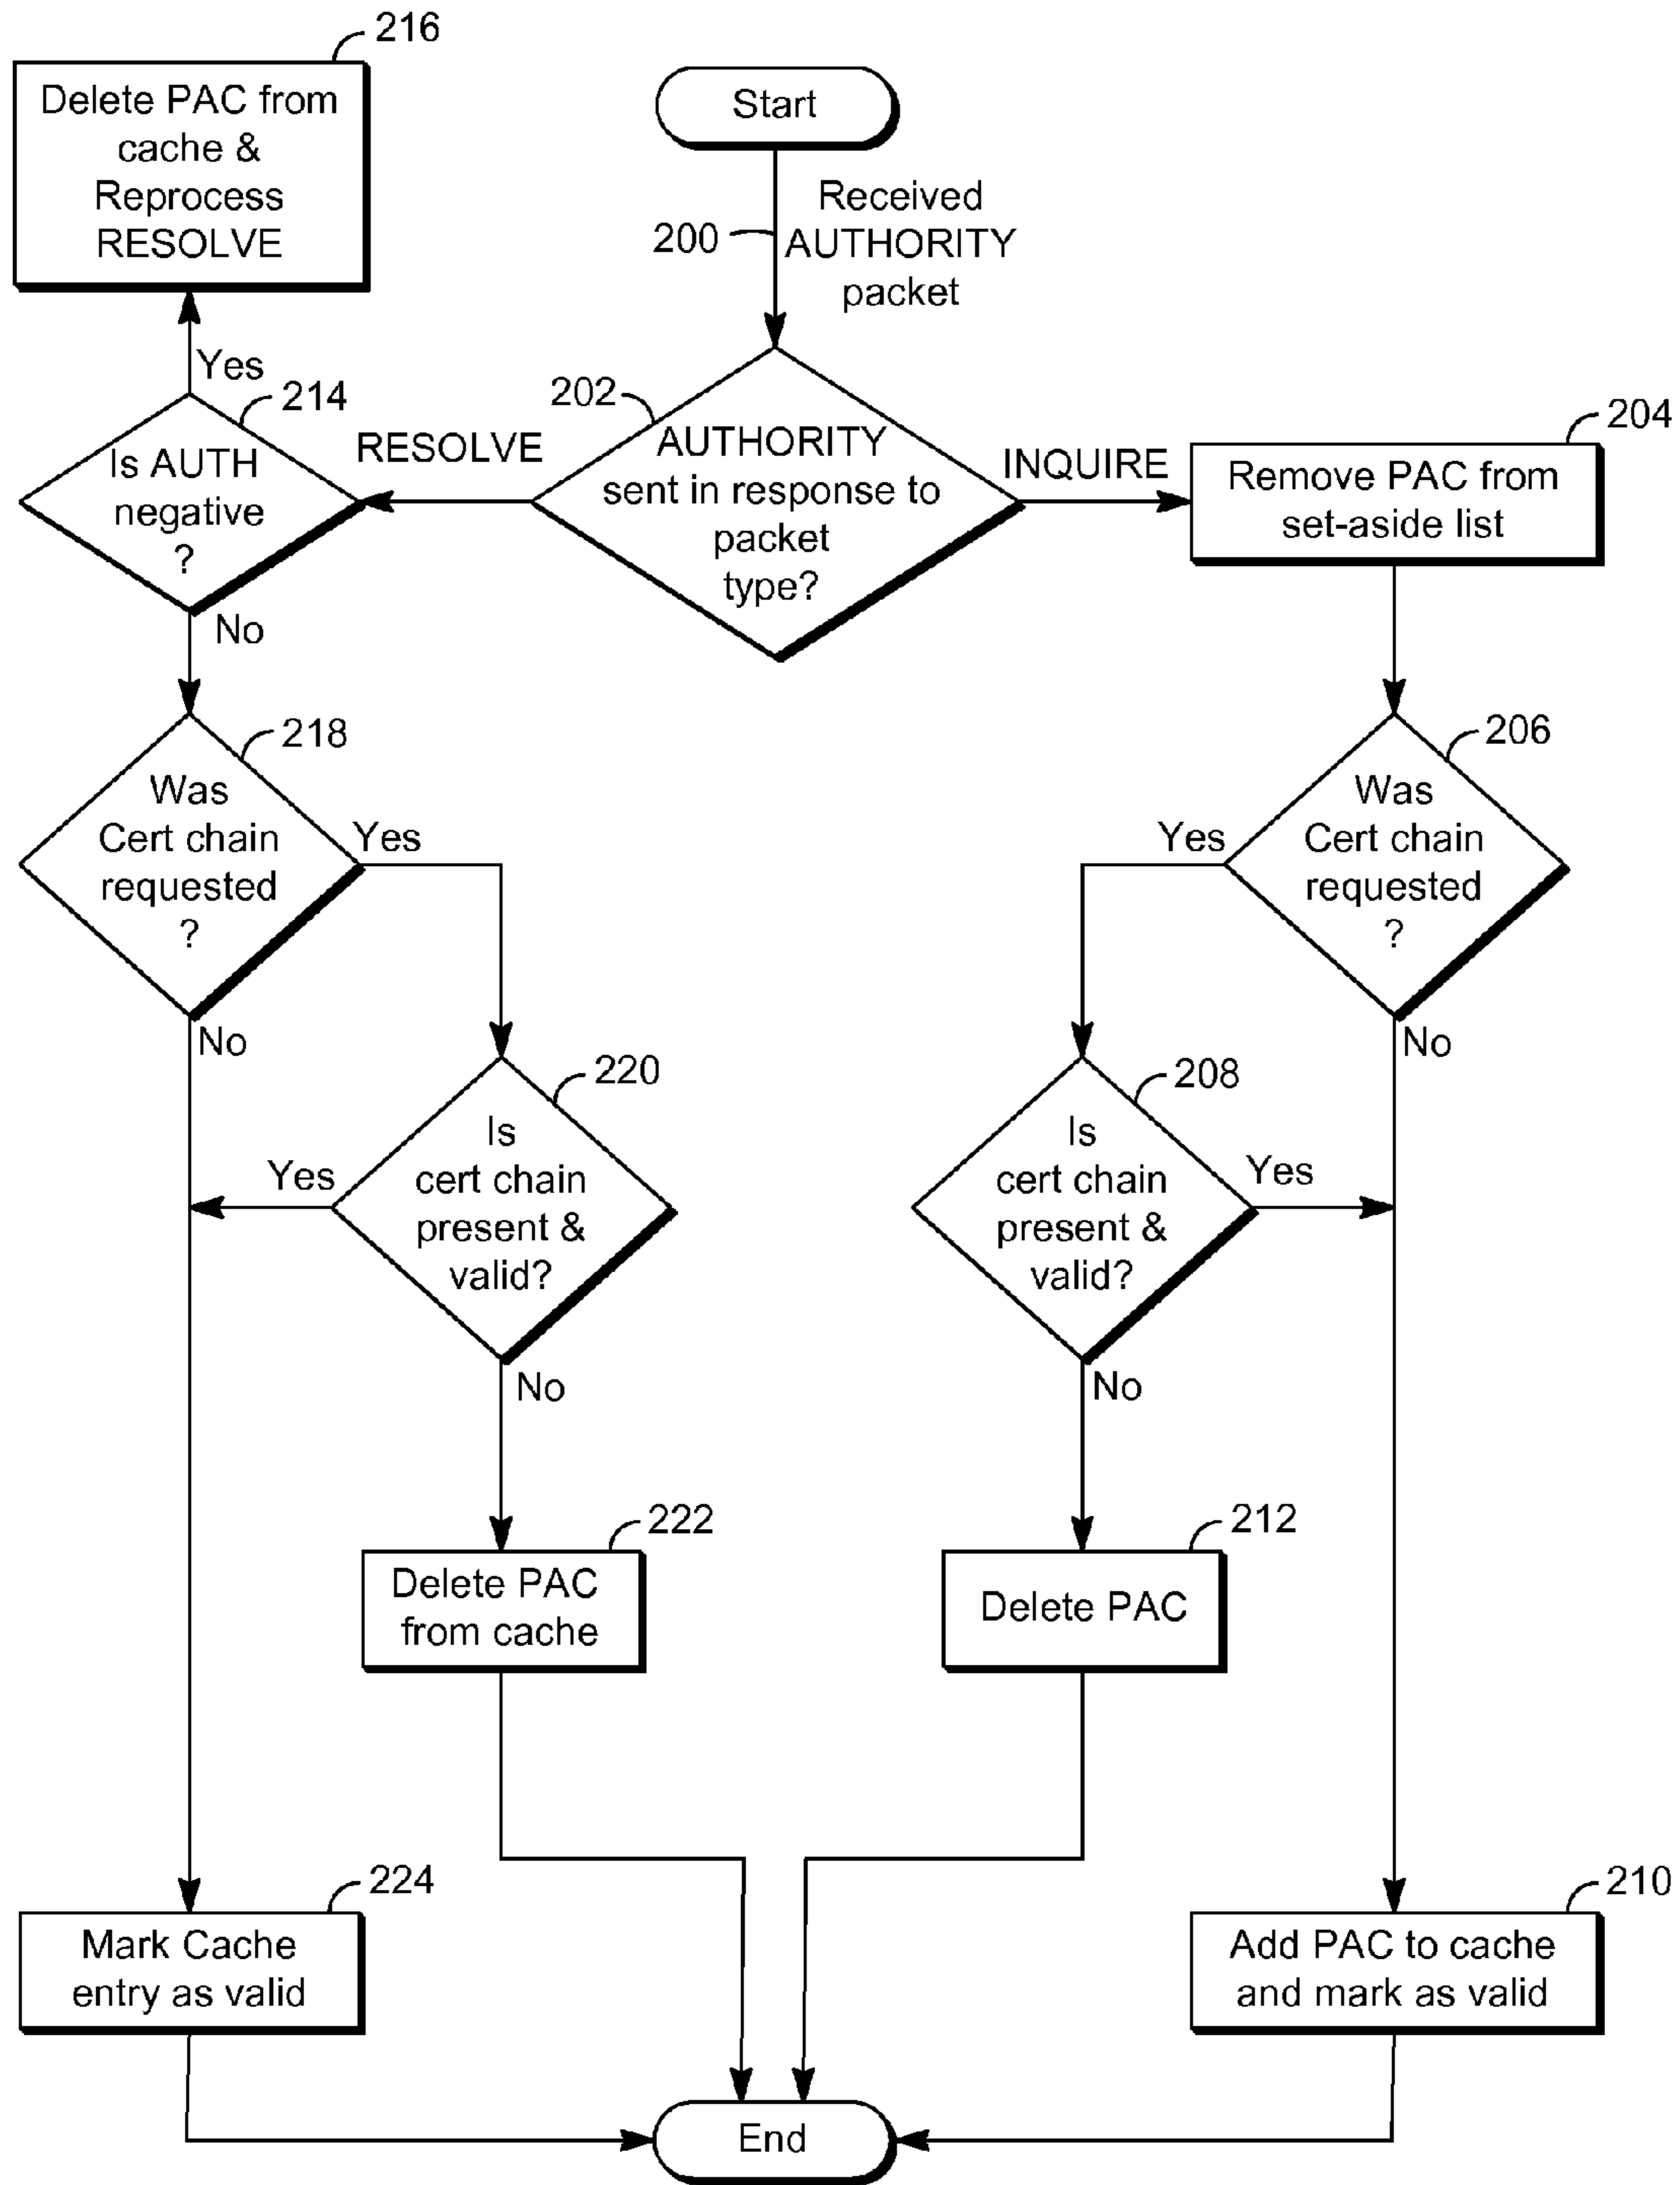 216
Delete PAC from
cache &
Reprocess
RESOLVE
Start
200
Received
AUTHORITY
packet
Yes
214
Is AUTH
negative
?
RESOLVE
202
AUTHORITY
sent in response to
packet
type?
INQUIRE
204
Remove PAC from
set-aside list
No
218
Was
Cert chain
requested
?
Yes
206
Was
Cert chain
requested
?
Yes
No
No
220
Is
cert chain
present &
valid?
Yes
208
Is
cert chain
present &
valid?
Yes
No
No
222
Delete PAC
from cache
212
Delete PAC
224
Mark Cache
entry as valid
210
Add PAC to cache
and mark as valid
End